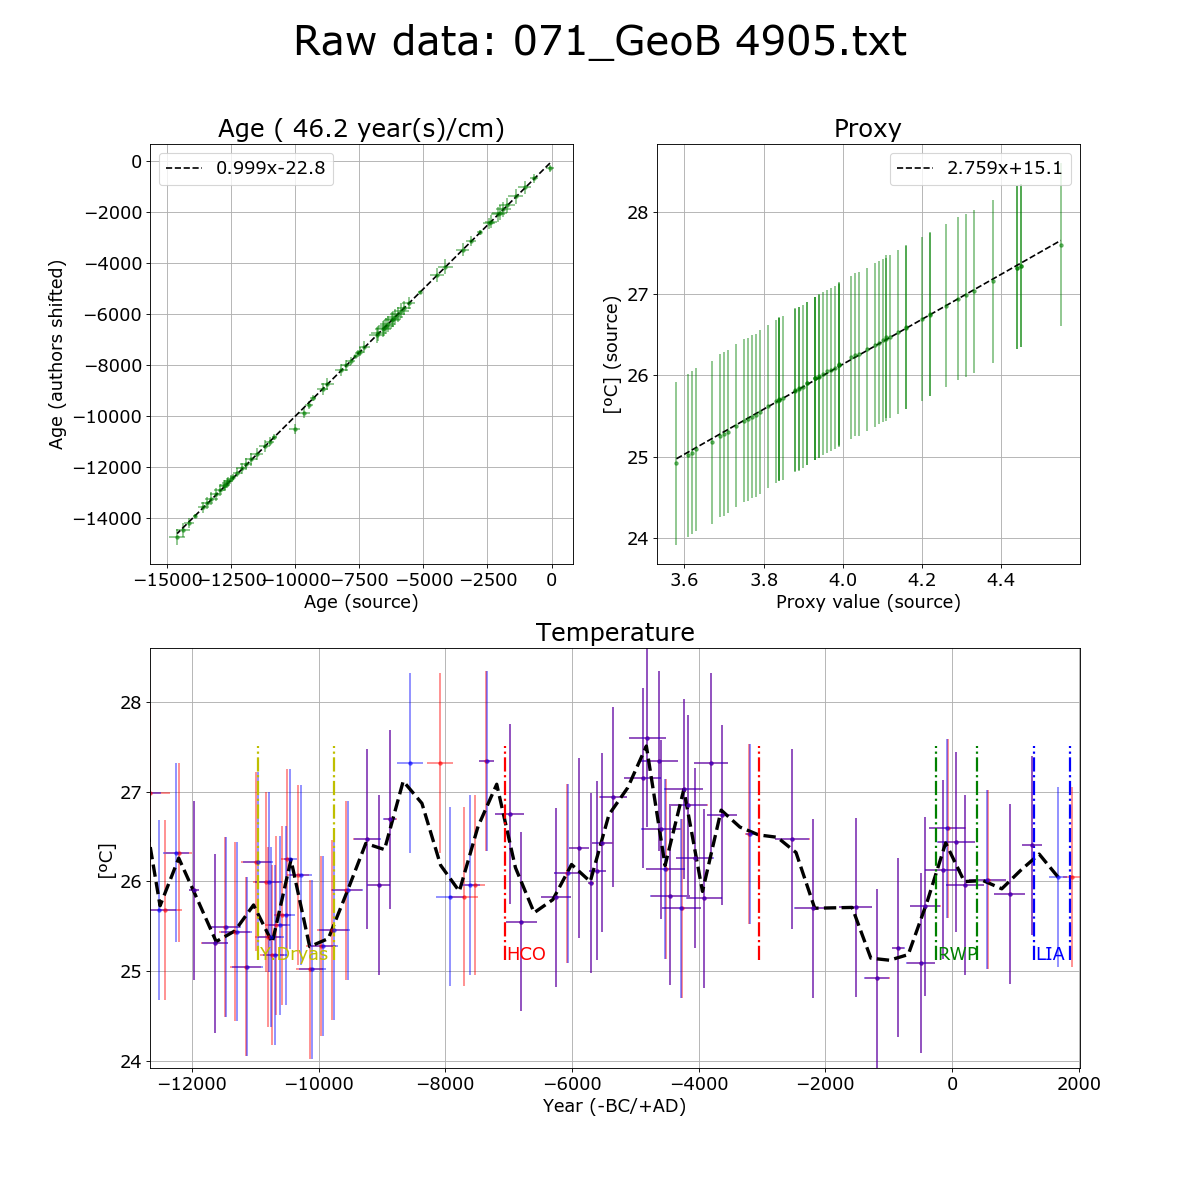 Raw data: 071_GeoB 4905.txt
Age ( 46.2 year(s)/cm)
0.999x-22.8
0
−2000
−4000
−6000
−8000
−10000
−12000
−14000
Age (authors shifted)
−15000 −12500 −10000 −7500 −5000 −2500 0
Age (source)
Proxy
2.759x+15.1
28
27
26
25
24
[ºC] (source)
3.6 3.8 4.0 4.2 4.4
Proxy value (source)
Temperature
28
27
26
25
24
[ºC]
Y. Dryas HCO RWP LIA
−12000 −10000 −8000 −6000 −4000 −2000 0 2000
Year (-BC/+AD)